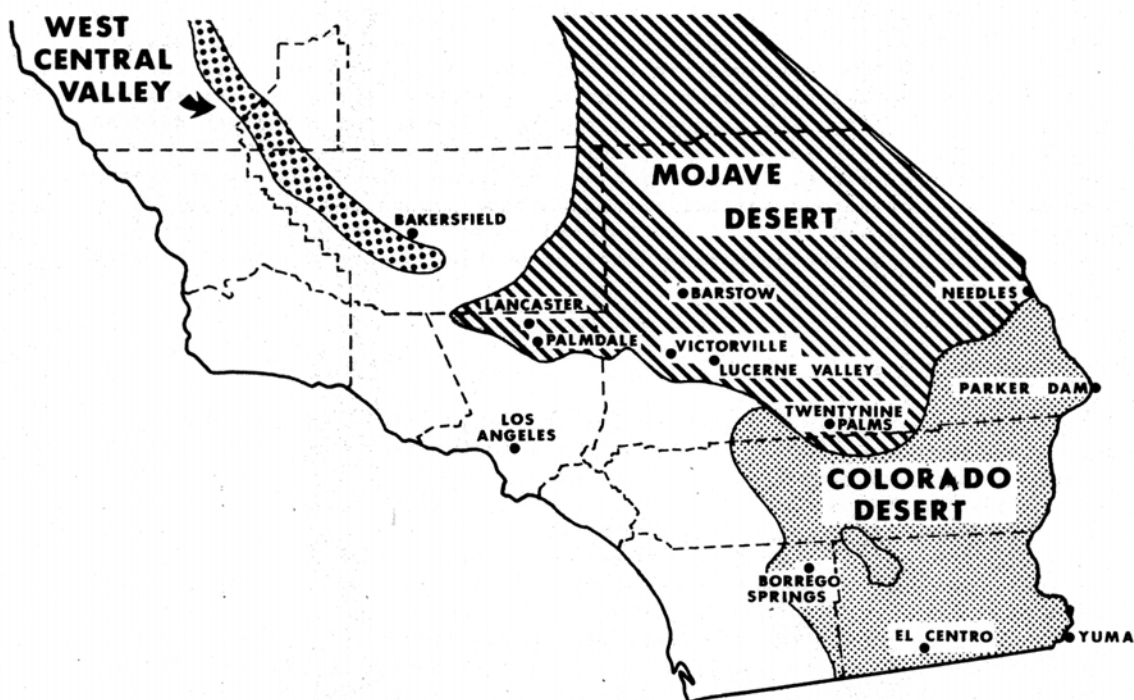 WEST
CENTRAL
VALLEY
BAKERSFIELD
MOJAVE
DESERT
LANCASTER
PALMDALE
BARSTOW
NEEDLES
VICTORVILLE
LUCERNE VALLEY
PARKER DAM
TWENTYNINE
PALMS
LOS
ANGELES
COLORADO
DESERT
BORREGO
SPRINGS
EL CENTRO
YUMA